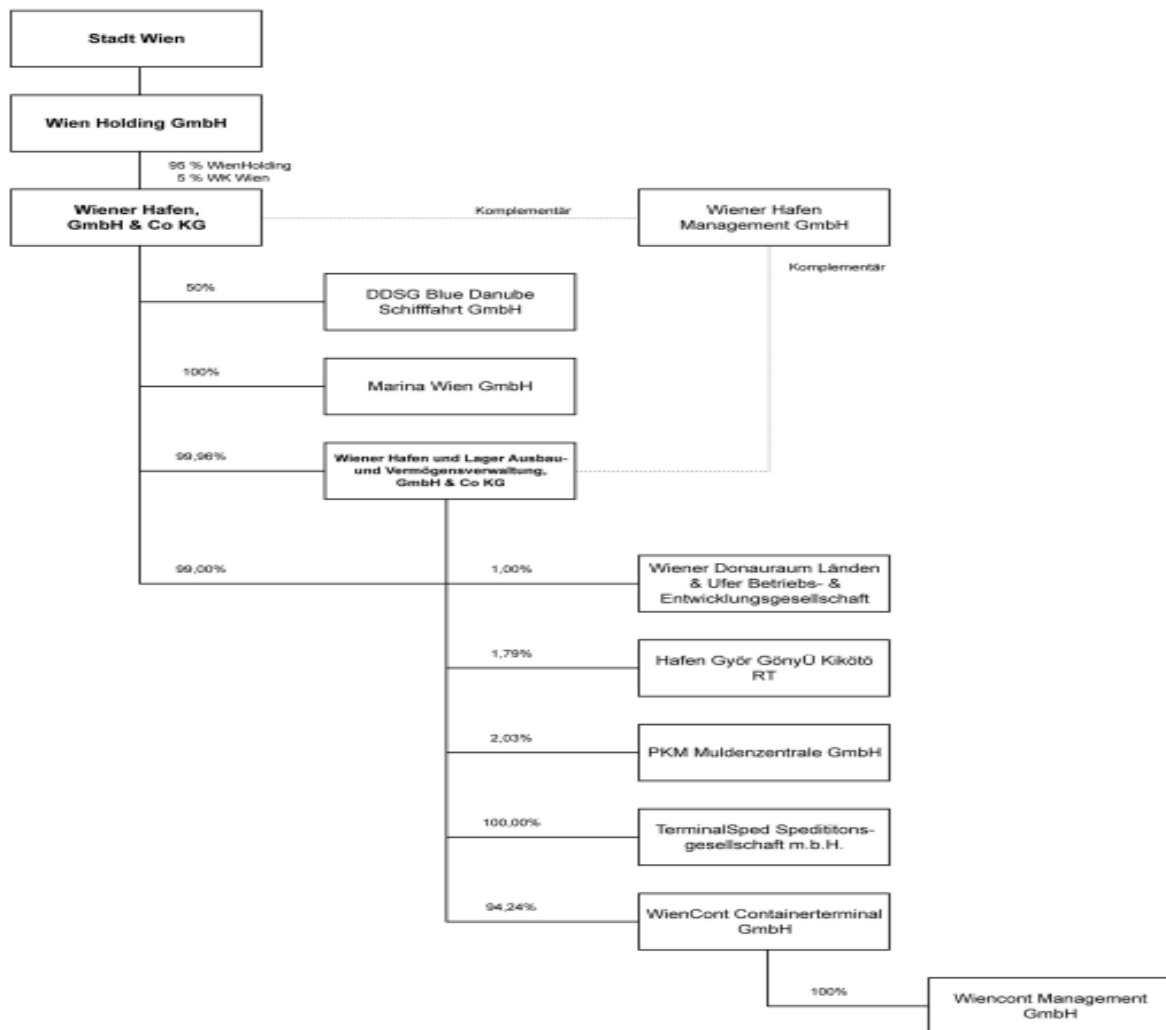 Stadt Wien
Wien Holding GmbH
95 % WienHolding
5 % WK Wien
Wiener Hafen,
GmbH & Co KG
Komplementär
Wiener Hafen
Management GmbH
Komplementär
50%
DDSG Blue Danube
Schifffahrt GmbH
100%
Marina Wien GmbH
99,96%
Wiener Hafen und Lager Ausbau-
und Vermögensverwaltung,
GmbH & Co KG
99,00%
1,00%
Wiener Donauraum Länden
& Ufer Betriebs- &
Entwicklungsgesellschaft
1,79%
Hafen Györ GönyÜ Kikötö
RT
2,03%
PKM Muldenzentrale GmbH
100,00%
TerminalSped Spedititons-
gesellschaft m.b.H.
94,24%
WienCont Containerterminal
GmbH
100%
Wiencont Management
GmbH